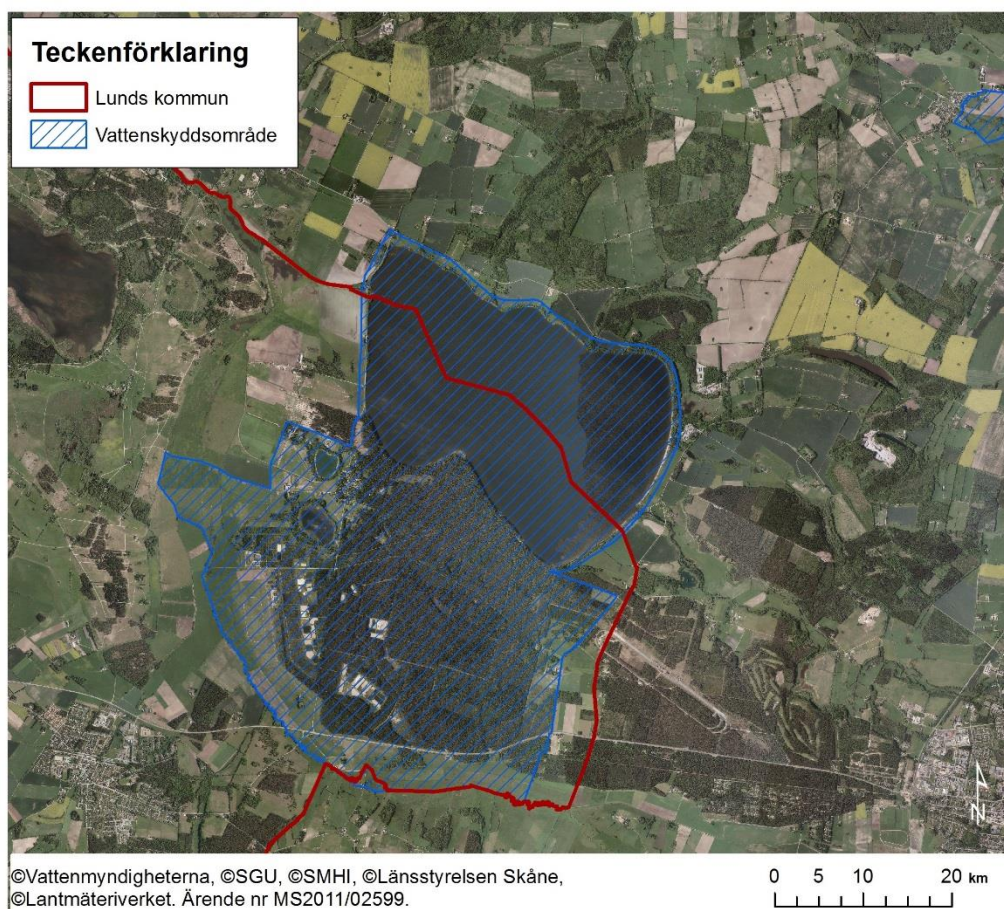 Teckenförklaring
Lunds kommun
Vattenskyddsområde
N
©Vattenmyndigheterna, ©SGU, ©SMHI, ©Länsstyrelsen Skåne,
©Lantmäteriverket. Ärende nr MS2011/02599.
0 5 10 20 km